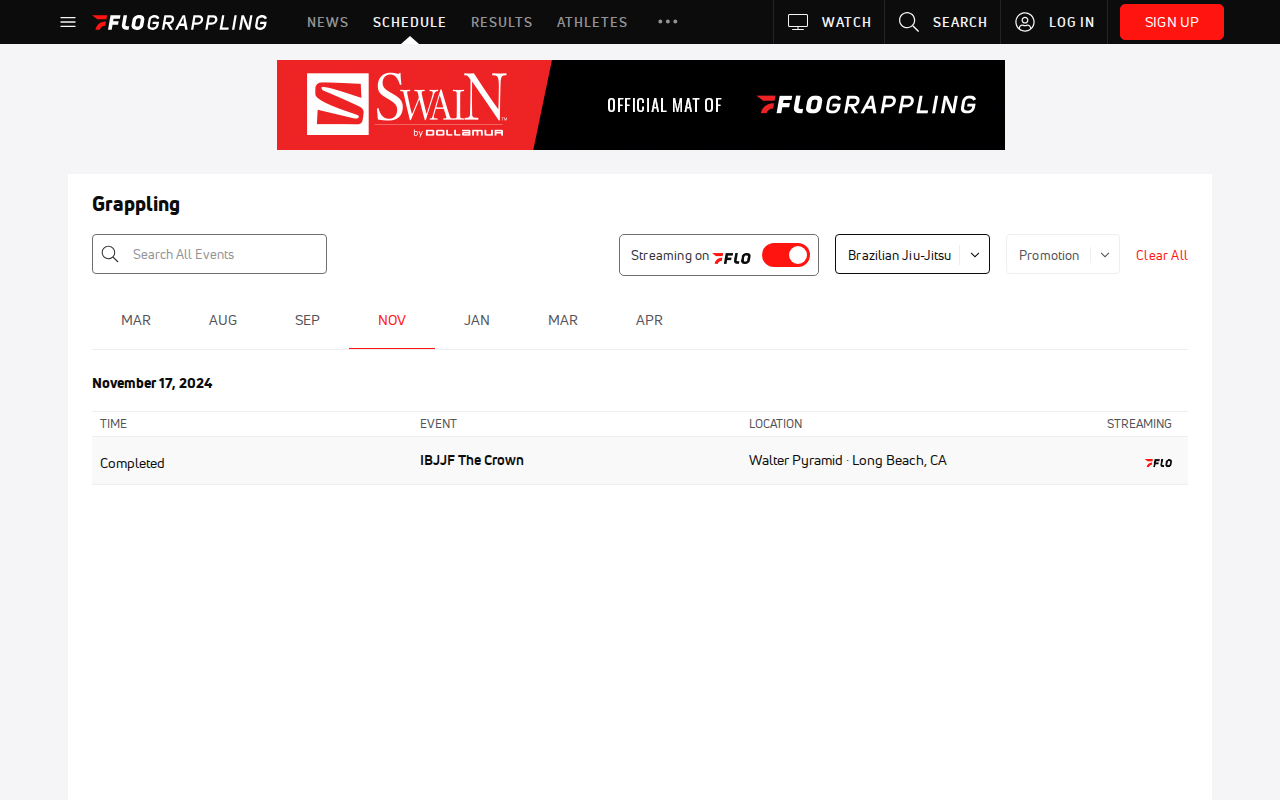 FLOGRAPPLING NEWS SCHEDULE RESULTS ATHLETES ••• WATCH SEARCH LOG IN SIGN UP
SWAIN™ by DOLLAMUR OFFICIAL MAT OF FLOGRAPPLING
Grappling
Search All Events Streaming on FLO Brazilian Jiu-Jitsu Promotion Clear All
MAR AUG SEP NOV JAN MAR APR
November 17, 2024
TIME EVENT LOCATION STREAMING
Completed IBJJF The Crown Walter Pyramid · Long Beach, CA FLO